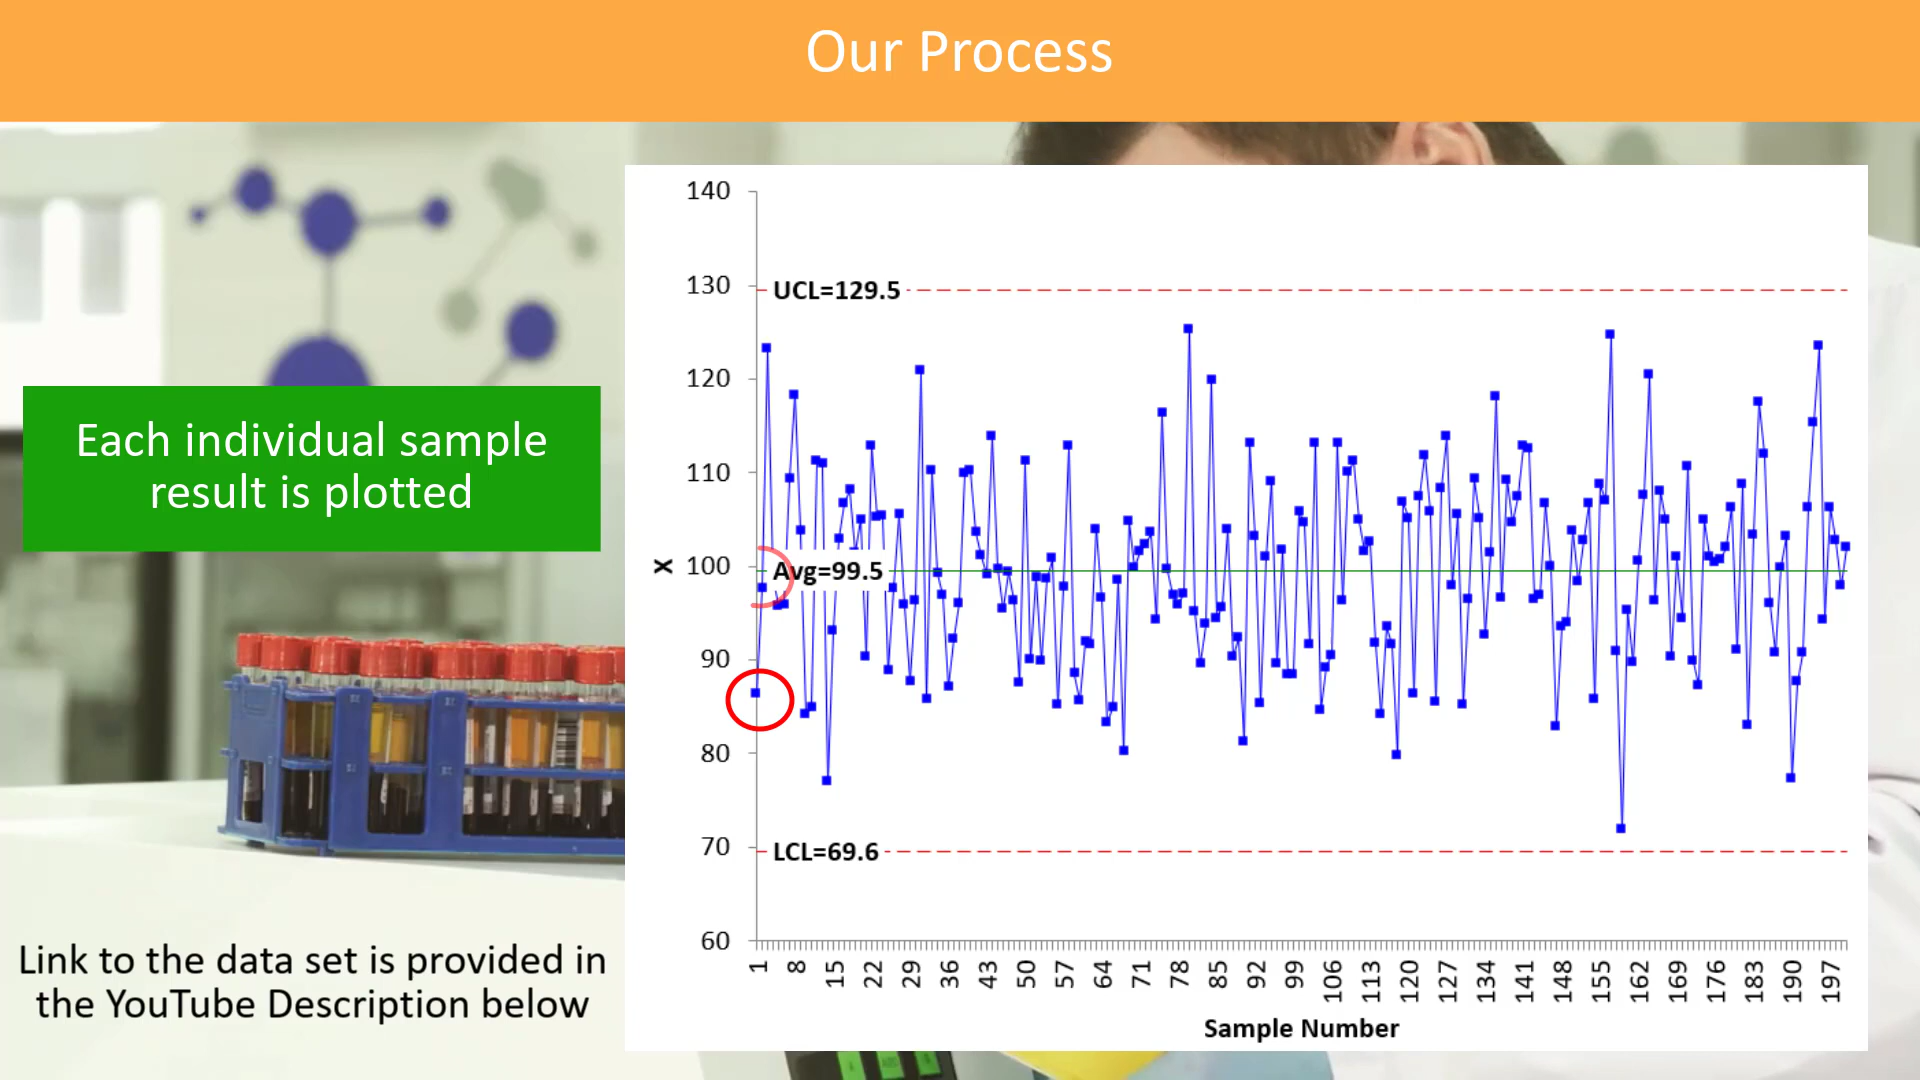 Our Process
Each individual sample
result is plotted
Link to the data set is provided in
the YouTube Description below
140
130
120
110
100
90
80
70
60
UCL=129.5
Avg=99.5
LCL=69.6
X
1 8 15 22 29 36 43 50 57 64 71 78 85 92 99 106 113 120 127 134 141 148 155 162 169 176 183 190 197
Sample Number